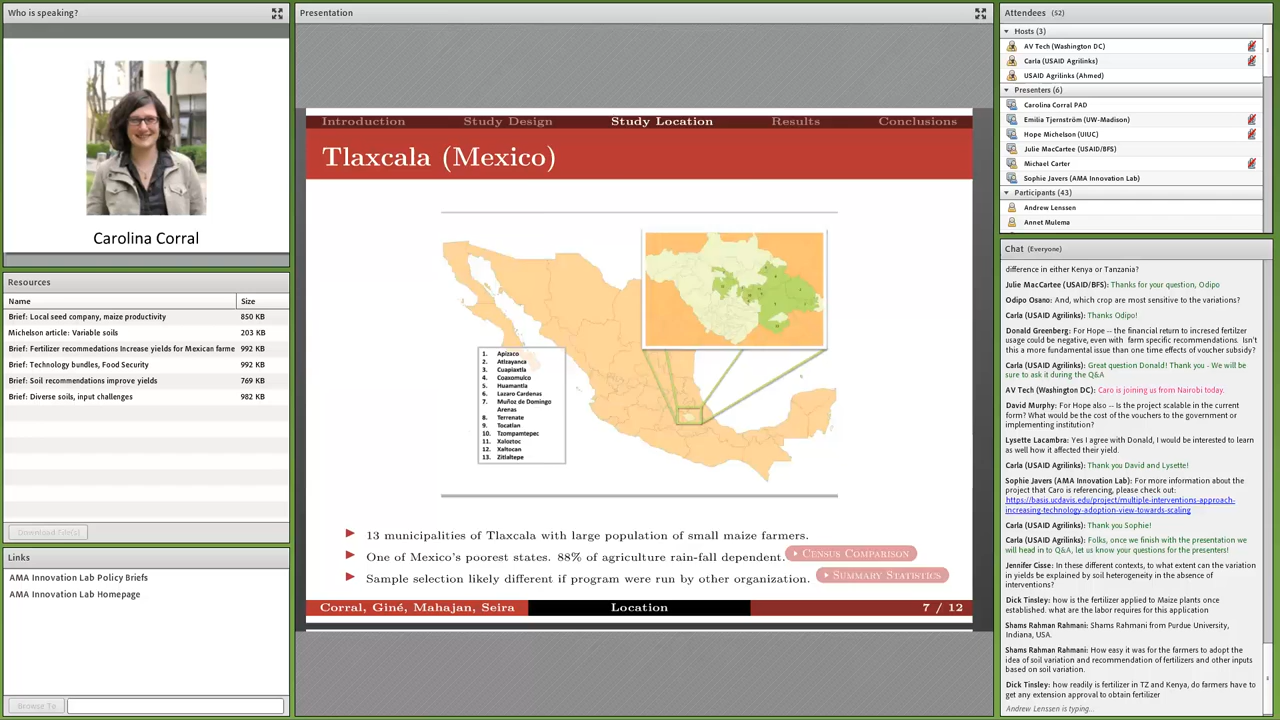 Who is speaking?
Carolina Corral
Resources
Name Size
Brief: Local seed company, maize productivity 850 KB
Michelson article: Variable soils 203 KB
Brief: Fertilizer recommendations Increase yields for Mexican farme 992 KB
Brief: Technology bundles, Food Security 992 KB
Brief: Soil recommendations improve yields 769 KB
Brief: Diverse soils, input challenges 982 KB
Download File(s)
Links
AMA Innovation Lab Policy Briefs
AMA Innovation Lab Homepage
Browse To
Presentation
Introduction Study Design Study Location Results Conclusions
Tlaxcala (Mexico)
1. Apizaco
2. Atlzayanca
3. Cuapiaxtla
4. Coaxomulco
5. Huamantla
6. Lazaro Cardenas
7. Muñoz de Domingo
Arenas
8. Terrenate
9. Tocatlan
10. Tzompantepec
11. Xaloztoc
12. Xaltocan
13. Zitlaltepe
13 municipalities of Tlaxcala with large population of small maize farmers.
One of Mexico's poorest states. 88% of agriculture rain-fall dependent. Census Comparison
Sample selection likely different if program were run by other organization. Summary Statistics
Corral, Giné, Mahajan, Seira Location 7 / 12
Attendees (52)
Hosts (3)
AV Tech (Washington DC)
Carla (USAID Agrilinks)
USAID Agrilinks (Ahmed)
Presenters (6)
Carolina Corral PAD
Emilia Tjernström (UW-Madison)
Hope Michelson (UIUC)
Julie MacCartee (USAID/BFS)
Michael Carter
Sophie Javers (AMA Innovation Lab)
Participants (43)
Andrew Lenssen
Annet Mulema
Chat (Everyone)
difference in either Kenya or Tanzania?
Julie MacCartee (USAID/BFS): Thanks for your question, Odipo
Odipo Osano: And, which crop are most sensitive to the variations?
Carla (USAID Agrilinks): Thanks Odipo!
Donald Greenberg: For Hope -- the financial return to incresed fertilzer
usage could be negative, even with farm specific recommendations. Isn't
this a more fundamental issue than one time effects of voucher subsidy?
Carla (USAID Agrilinks): Great question Donald! Thank you - We will be
sure to ask it during the Q&A
AV Tech (Washington DC): Caro is joining us from Nairobi today.
David Murphy: For Hope also -- Is the project scalable in the current
form? What would be the cost of the vouchers to the government or
implementing institution?
Lysette Lacambra: Yes I agree with Donald, I would be interested to learn
as well how it affected their yield.
Carla (USAID Agrilinks): Thank you David and Lysette!
Sophie Javers (AMA Innovation Lab): For more information about the
project that Caro is referencing, please check out:
https://basis.ucdavis.edu/project/multiple-interventions-approach-
increasing-technology-adoption-view-towards-scaling
Carla (USAID Agrilinks): Thank you Sophie!
Carla (USAID Agrilinks): Folks, once we finish with the presentation we
will head in to Q&A, let us know your questions for the presenters!
Jennifer Cisse: In these different contexts, to what extent can the variation
in yields be explained by soil heterogeneity in the absence of
interventions?
Dick Tinsley: how is the fertilizer applied to Maize plants once
established. what are the labor requires for this application
Shams Rahman Rahmani: Shams Rahmani from Purdue University,
Indiana, USA.
Shams Rahman Rahmani: How easy it was for the farmers to adopt the
idea of soil variation and recommendation of fertilizers and other inputs
based on soil variation.
Dick Tinsley: how readily is fertilizer in TZ and Kenya, do farmers have to
get any extension approval to obtain fertilizer
Andrew Lenssen is typing...